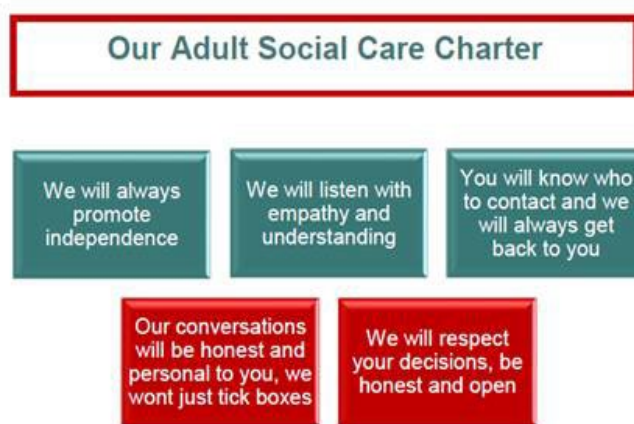 Our Adult Social Care Charter
We will always
promote
independence
We will listen with
empathy and
understanding
You will know who
to contact and we
will always get
back to you
Our conversations
will be honest and
personal to you, we
wont just tick boxes
We will respect
your decisions, be
honest and open